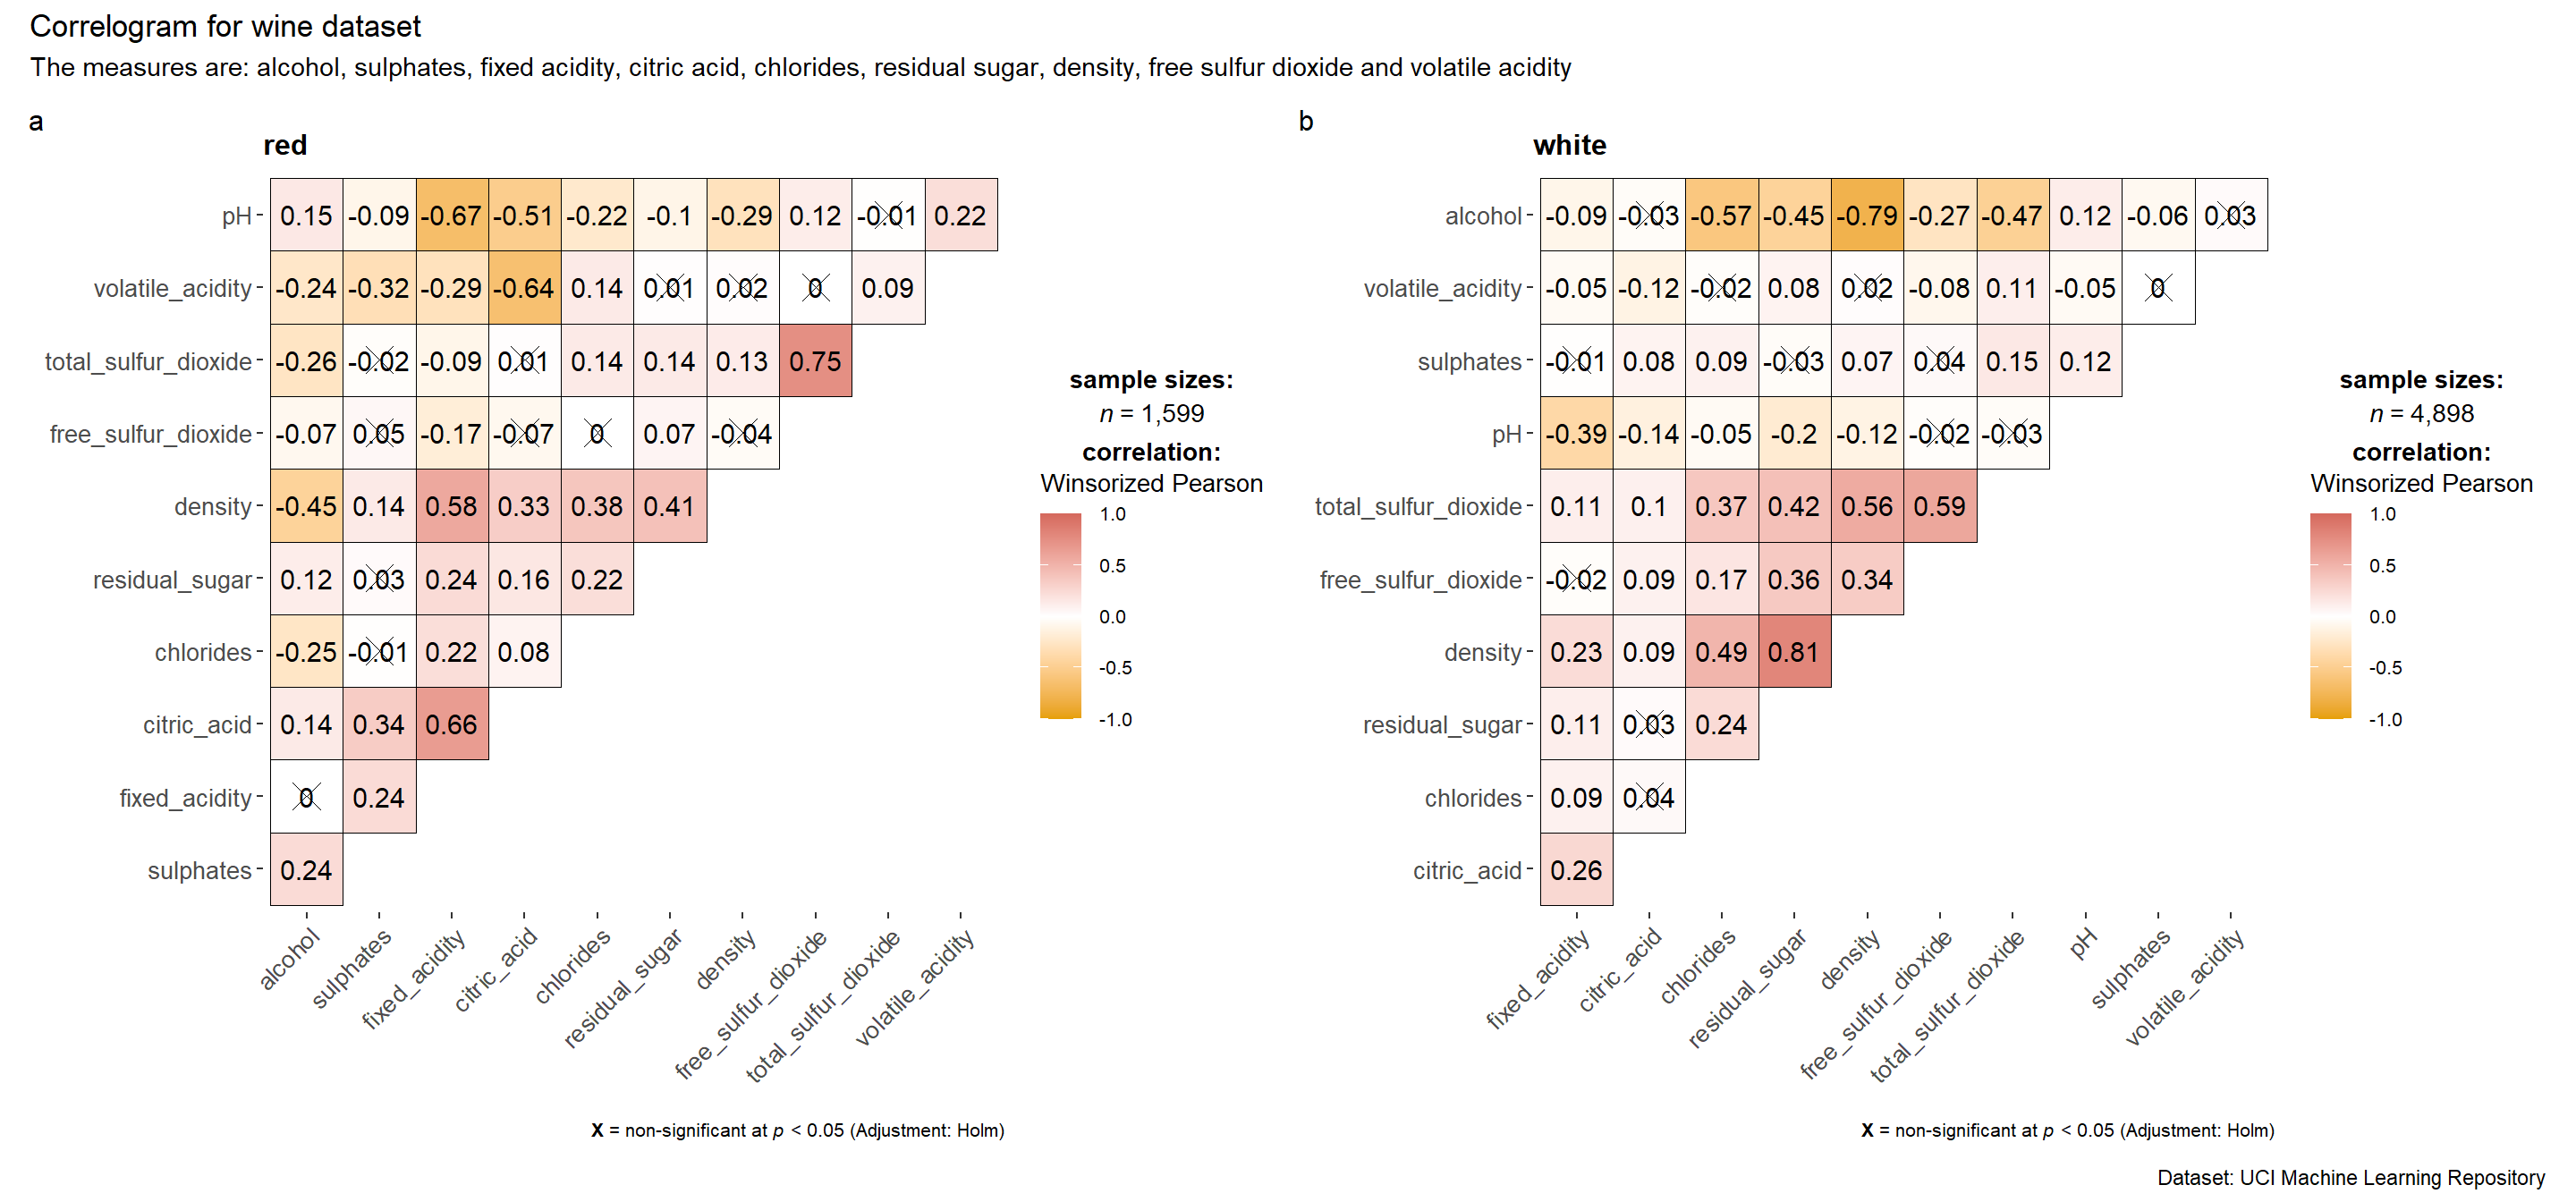 Correlogram for wine dataset
The measures are: alcohol, sulphates, fixed acidity, citric acid, chlorides, residual sugar, density, free sulfur dioxide and volatile acidity
a
red
pH 0.15 -0.09 -0.67 -0.51 -0.22 -0.1 -0.29 0.12 -0.01 0.22
volatile_acidity -0.24 -0.32 -0.29 -0.64 0.14 0.01 0.02 0 0.09
total_sulfur_dioxide -0.26 -0.02 -0.09 0.01 0.14 0.14 0.13 0.75
free_sulfur_dioxide -0.07 0.05 -0.17 -0.07 0 0.07 -0.04
density -0.45 0.14 0.58 0.33 0.38 0.41
residual_sugar 0.12 0.03 0.24 0.16 0.22
chlorides -0.25 -0.01 0.22 0.08
citric_acid 0.14 0.34 0.66
fixed_acidity 0 0.24
sulphates 0.24
alcohol sulphates fixed_acidity citric_acid chlorides residual_sugar density free_sulfur_dioxide total_sulfur_dioxide volatile_acidity
sample sizes:
n = 1,599
correlation:
Winsorized Pearson
1.0
0.5
0.0
-0.5
-1.0
X = non-significant at p < 0.05 (Adjustment: Holm)
b
white
alcohol -0.09 -0.03 -0.57 -0.45 -0.79 -0.27 -0.47 0.12 -0.06 0.03
volatile_acidity -0.05 -0.12 -0.02 0.08 0.02 -0.08 0.11 -0.05 0
sulphates -0.01 0.08 0.09 -0.03 0.07 0.04 0.15 0.12
pH -0.39 -0.14 -0.05 -0.2 -0.12 -0.02 -0.03
total_sulfur_dioxide 0.11 0.1 0.37 0.42 0.56 0.59
free_sulfur_dioxide -0.02 0.09 0.17 0.36 0.34
density 0.23 0.09 0.49 0.81
residual_sugar 0.11 0.03 0.24
chlorides 0.09 0.04
citric_acid 0.26
fixed_acidity citric_acid chlorides residual_sugar density free_sulfur_dioxide total_sulfur_dioxide pH sulphates volatile_acidity
sample sizes:
n = 4,898
correlation:
Winsorized Pearson
1.0
0.5
0.0
-0.5
-1.0
X = non-significant at p < 0.05 (Adjustment: Holm)
Dataset: UCI Machine Learning Repository